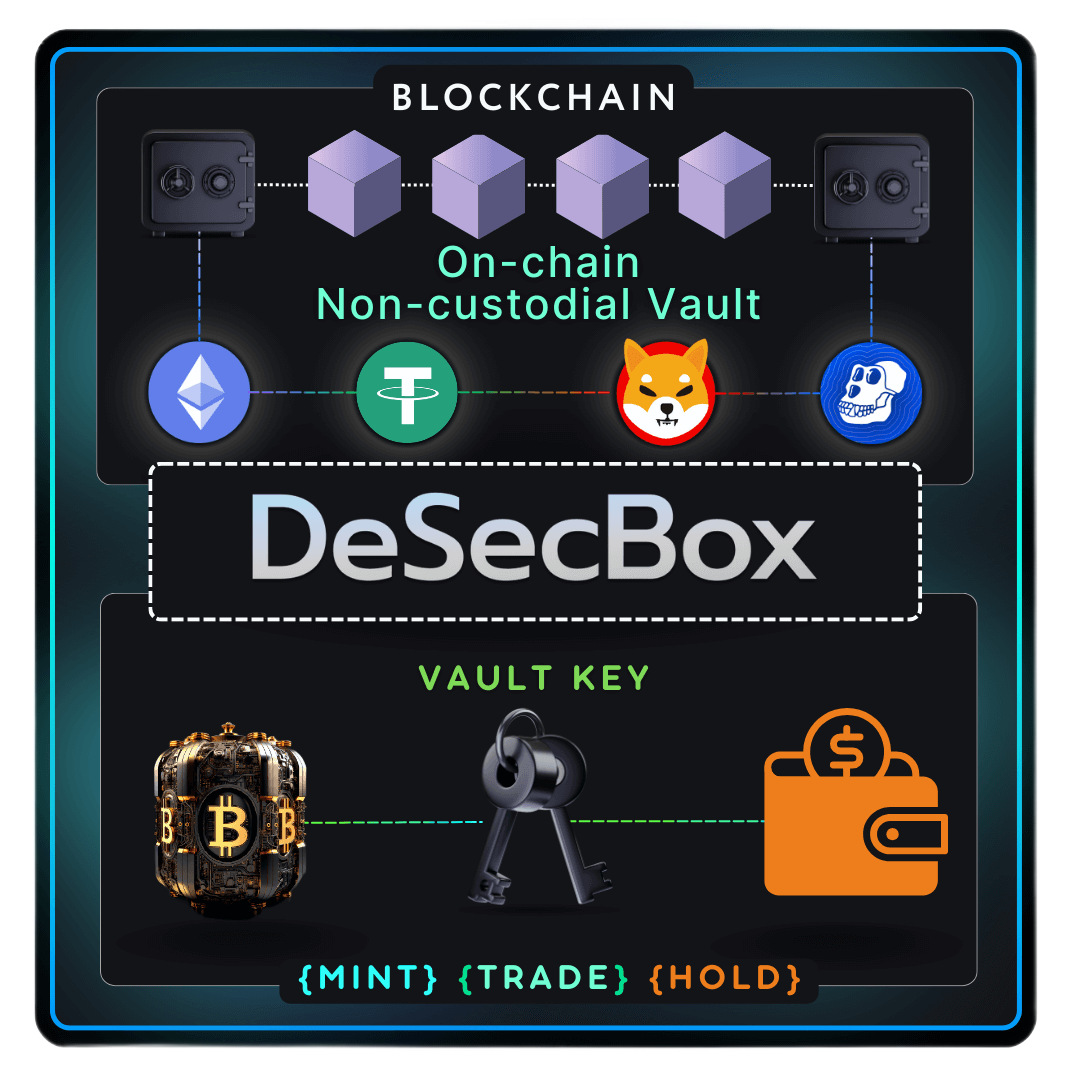 BLOCKCHAIN
On-chain
Non-custodial Vault
DeSecBox
VAULT KEY
{MINT} {TRADE} {HOLD}